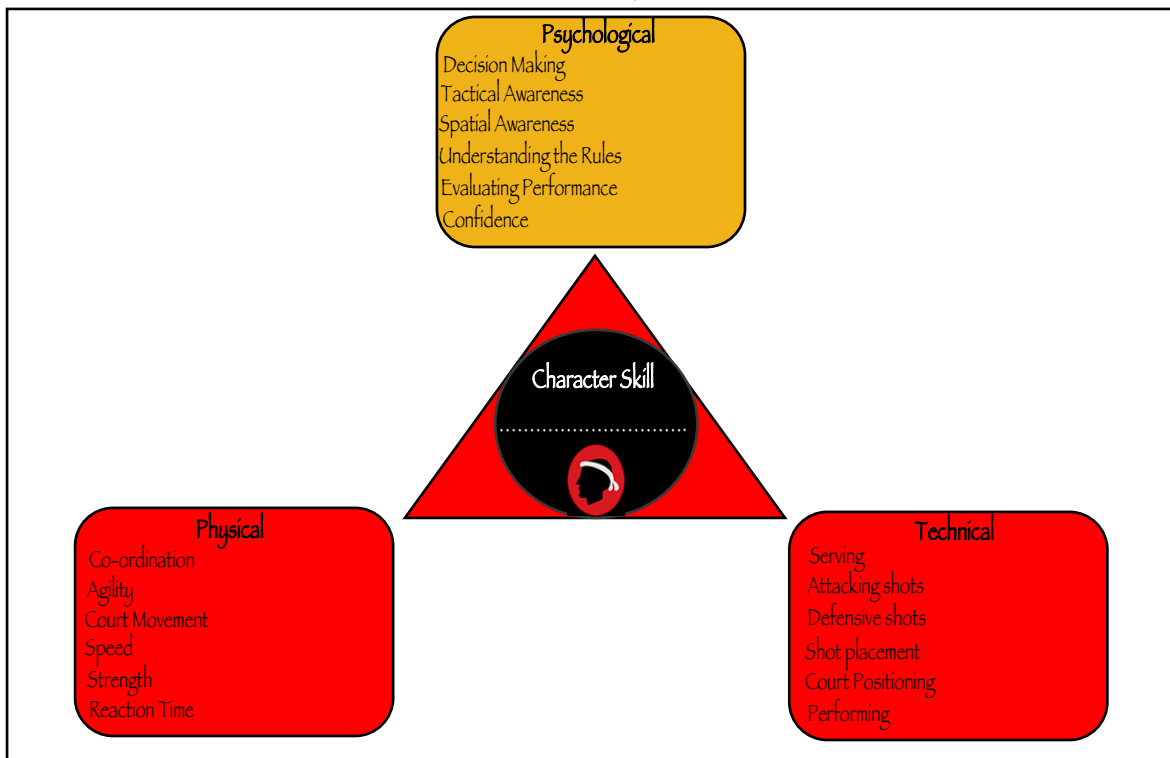 Psychological
Decision Making
Tactical Awareness
Spatial Awareness
Understanding the Rules
Evaluating Performance
Confidence
Character Skill
................................
Physical
Co-ordination
Agility
Court Movement
Speed
Strength
Reaction Time
Technical
Serving
Attacking shots
Defensive shots
Shot placement
Court Positioning
Performing